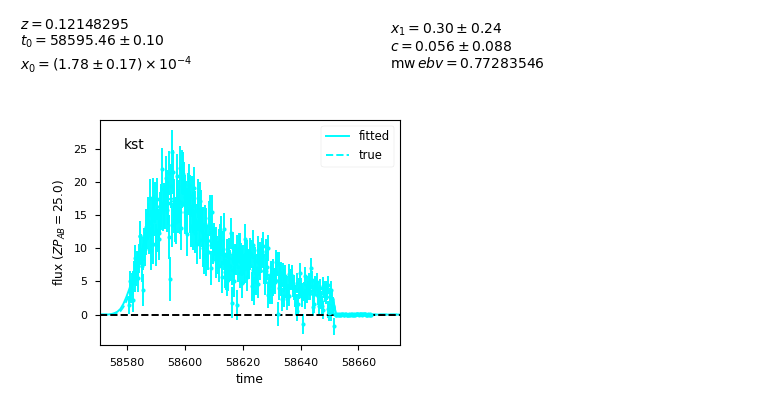 z = 0.12148295
t₀ = 58595.46 ± 0.10
x₀ = (1.78 ± 0.17) × 10⁻⁴
x₁ = 0.30 ± 0.24
c = 0.056 ± 0.088
mw ebv = 0.77283546
kst
fitted
true
flux (ZP_AB = 25.0)
25
20
15
10
5
0
58580 58600 58620 58640 58660
time